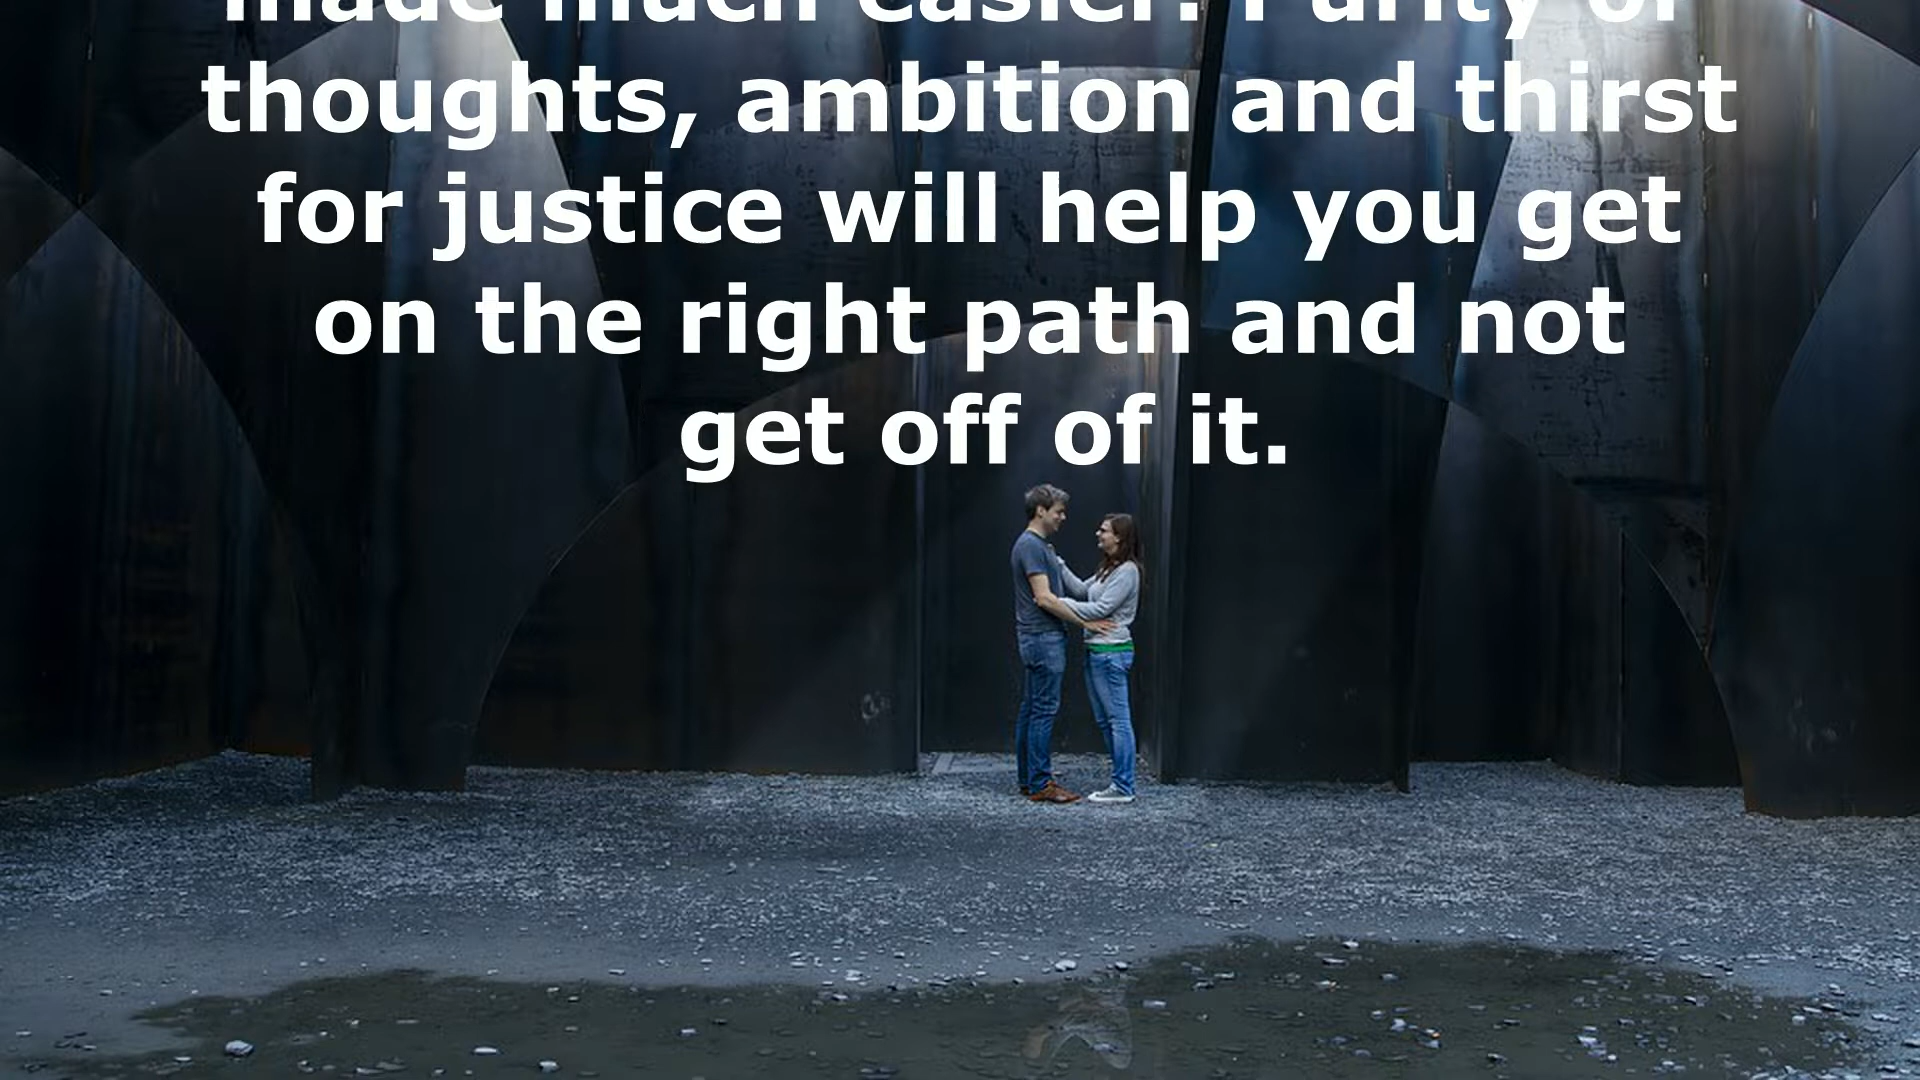 made much easier. Purity of
thoughts, ambition and thirst
for justice will help you get
on the right path and not
get off of it.